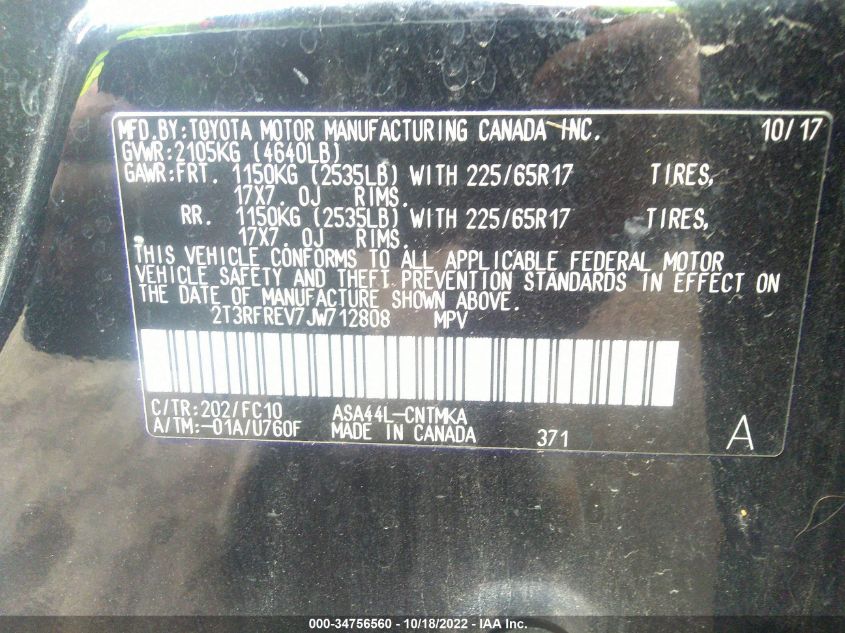 MFD.BY:TOYOTA MOTOR MANUFACTURING CANADA INC. 10/17
GVWR:2105KG (4640LB)
GAWR:FRT. 1150KG (2535LB) WITH 225/65R17 TIRES,
17X7.0J RIMS.
RR. 1150KG (2535LB) WITH 225/65R17 TIRES,
17X7.0J RIMS.
THIS VEHICLE CONFORMS TO ALL APPLICABLE FEDERAL MOTOR
VEHICLE SAFETY AND THEFT PREVENTION STANDARDS IN EFFECT ON
THE DATE OF MANUFACTURE SHOWN ABOVE.
2T3RFREV7JW712808 MPV
C/TR:202/FC10 ASA44L-CNTMKA
A/TM:-01A/U760F MADE IN CANADA 371 A
000-34756560 - 10/18/2022 - IAA Inc.